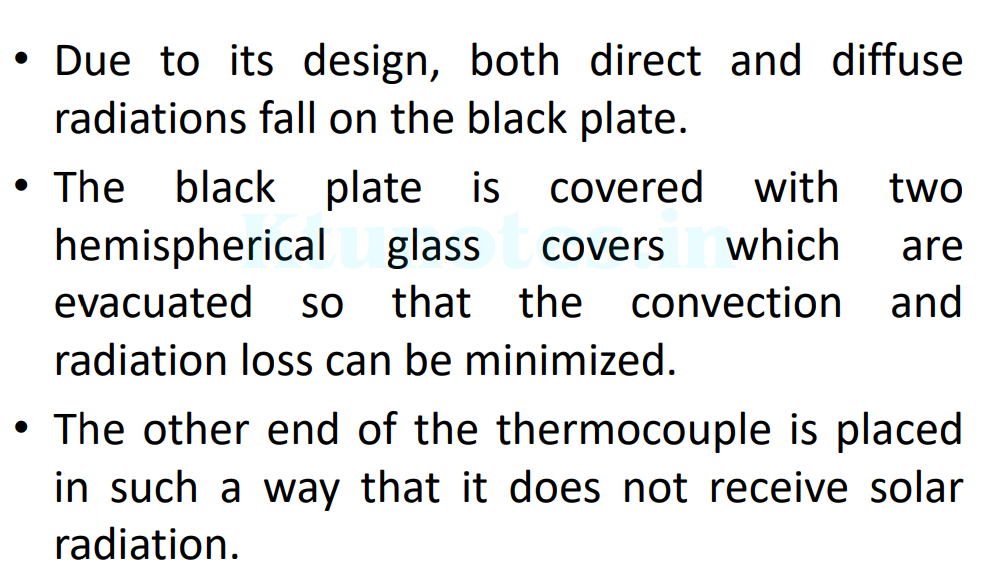 • Due to its design, both direct and diffuse
radiations fall on the black plate.
• The black plate is covered with two
hemispherical glass covers which are
evacuated so that the convection and
radiation loss can be minimized.
• The other end of the thermocouple is placed
in such a way that it does not receive solar
radiation.
Ktunotes.in